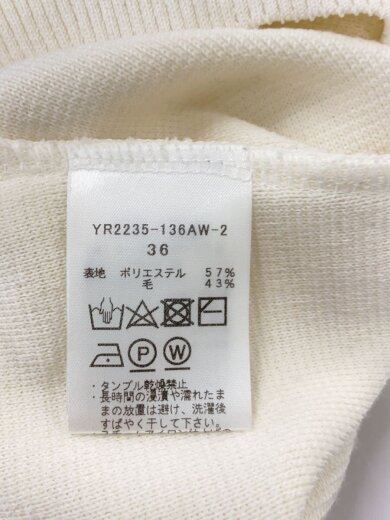 YR2235-136AW-2
36
表地 ポリエステル 57%
毛 43%
P W
・タンブル乾燥禁止
・長時間の浸漬や濡れたま
まの放置は避け、洗濯後
すばやく干して下さい。